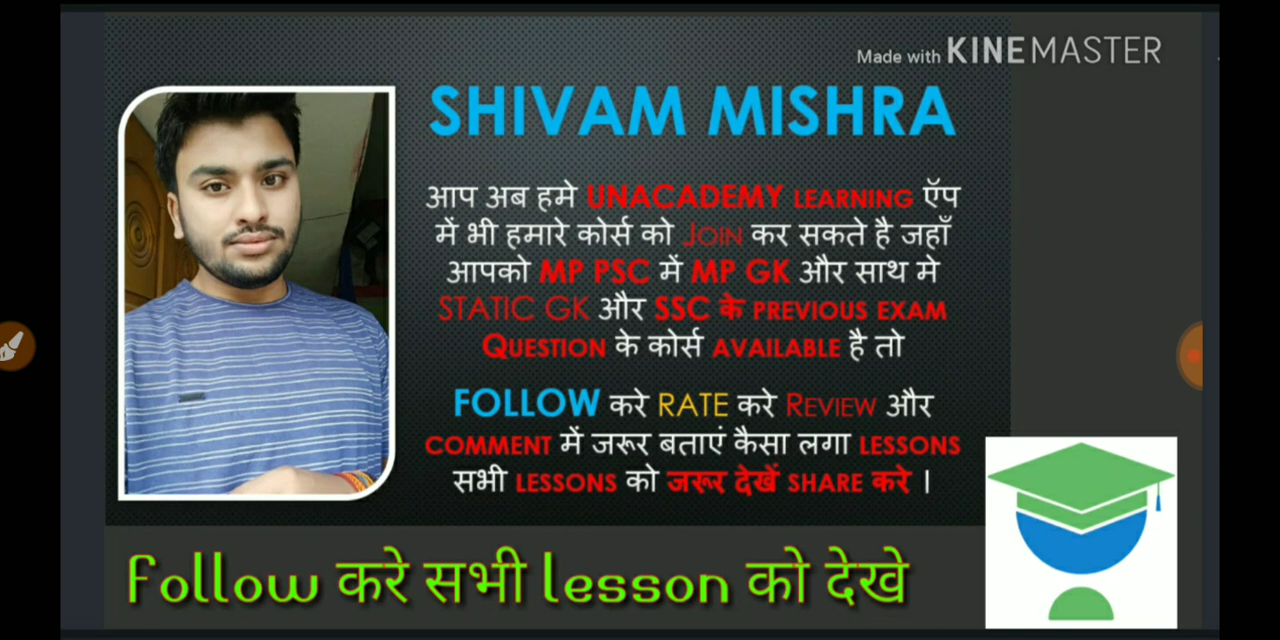 Made with KINEMASTER
SHIVAM MISHRA
आप अब हमे UNACADEMY LEARNING ऍप
में भी हमारे कोर्स को JOIN कर सकते है जहाँ
आपको MP PSC में MP GK और साथ मे
STATIC GK और SSC के PREVIOUS EXAM
QUESTION के कोर्स AVAILABLE है तो
FOLLOW करे RATE करे REVIEW और
COMMENT में जरूर बताएं कैसा लगा LESSONS
सभी LESSONS को जरूर देखें SHARE करे ।
Follow करे सभी lesson को देखे